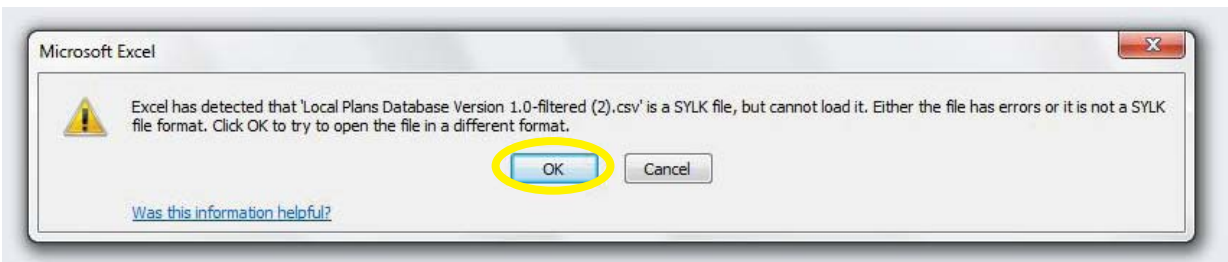 Microsoft Excel
Excel has detected that 'Local Plans Database Version 1.0-filtered (2).csv' is a SYLK file, but cannot load it. Either the file has errors or it is not a SYLK
file format. Click OK to try to open the file in a different format.
OK Cancel
Was this information helpful?